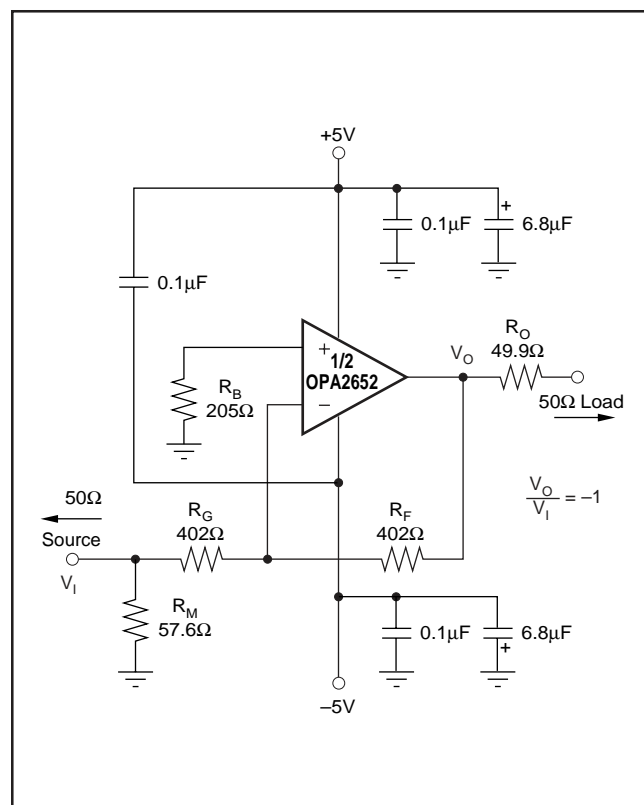 +5V
+
0.1μF
6.8μF
0.1μF
+
1/2
OPA2652
–
R_B
205Ω
V_O
R_O
49.9Ω
50Ω Load
V_O
V_I
= –1
50Ω
Source
V_I
R_G
402Ω
R_F
402Ω
R_M
57.6Ω
0.1μF
6.8μF
+
–5V